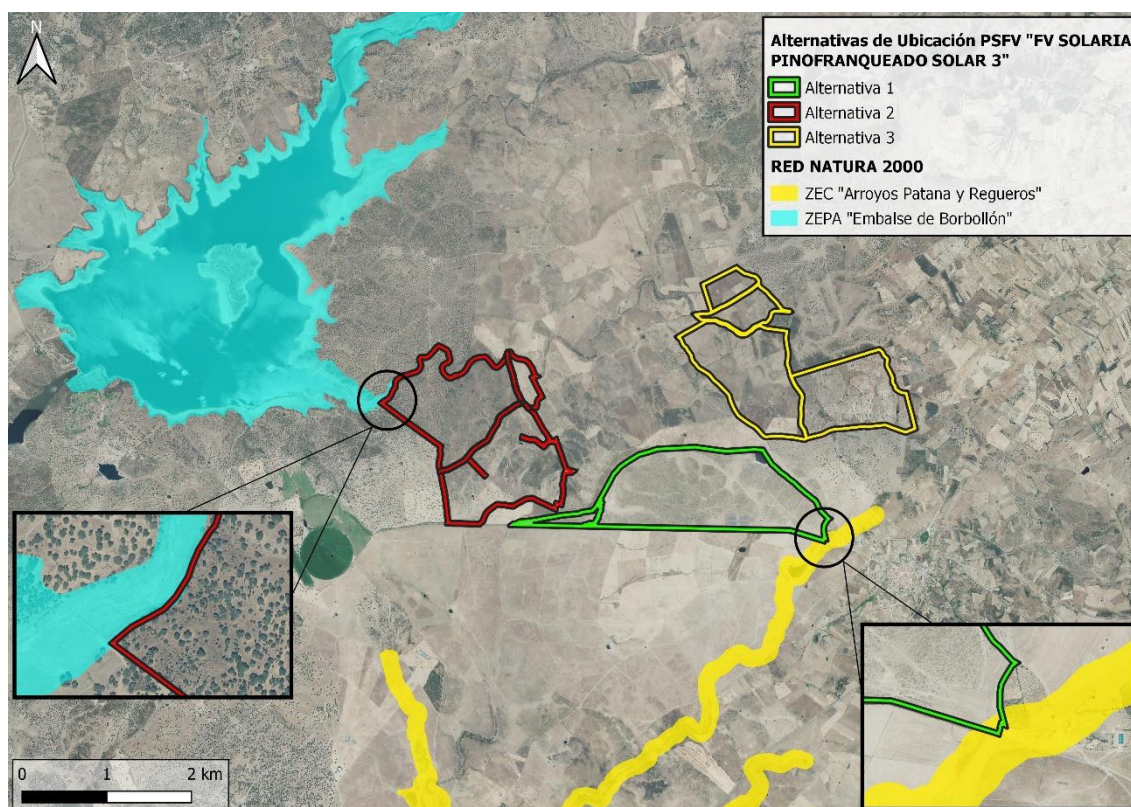 N
Alternativas de Ubicación PSFV "FV SOLARIA
PINOFRANQUEADO SOLAR 3"
Alternativa 1
Alternativa 2
Alternativa 3
RED NATURA 2000
ZEC "Arroyos Patana y Regueros"
ZEPA "Embalse de Borbollón"
0 1 2 km